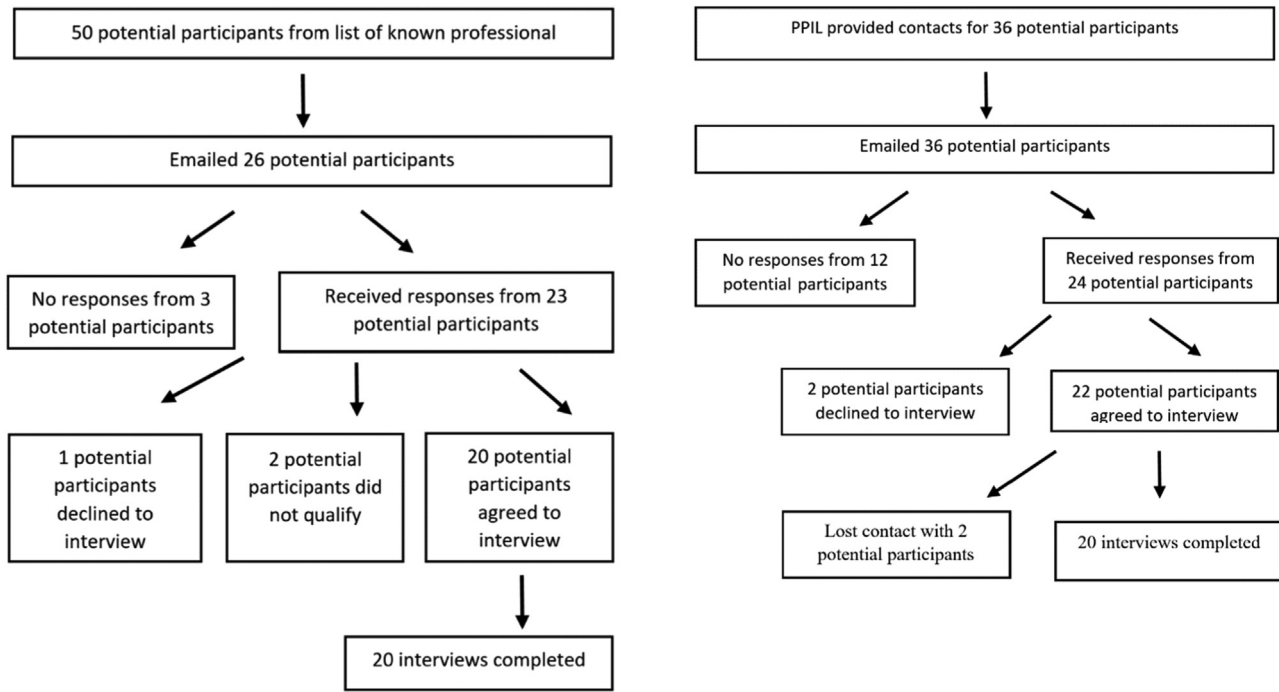 50 potential participants from list of known professional
Emailed 26 potential participants
No responses from 3
potential participants
Received responses from 23
potential participants
1 potential
participants
declined to
interview
2 potential
participants did
not qualify
20 potential
participants
agreed to
interview
20 interviews completed
PPIL provided contacts for 36 potential participants
Emailed 36 potential participants
No responses from 12
potential participants
Received responses from
24 potential participants
2 potential participants
declined to interview
22 potential participants
agreed to interview
Lost contact with 2
potential participants
20 interviews completed